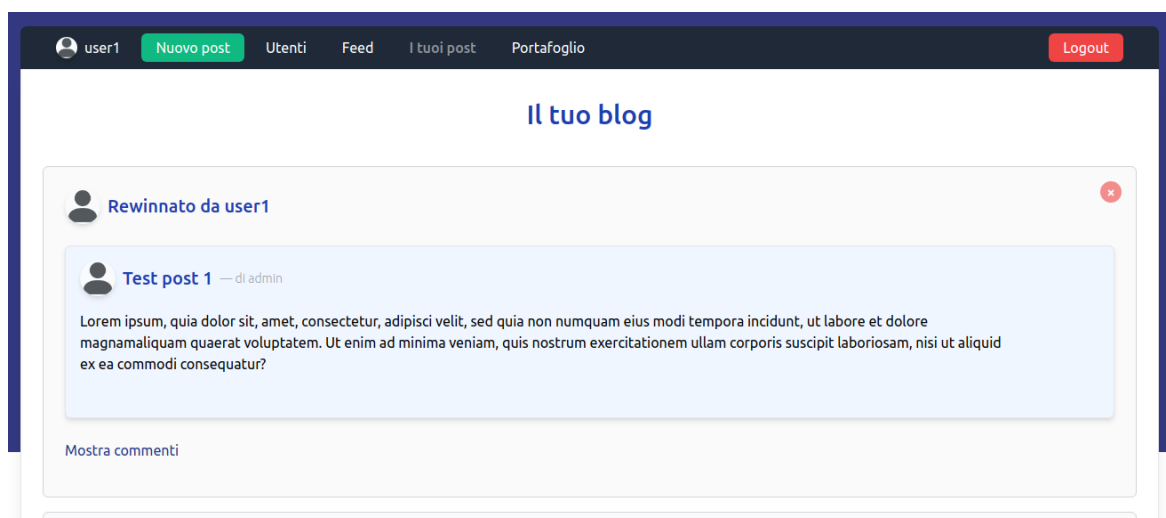 user1 Nuovo post Utenti Feed I tuoi post Portafoglio Logout
Il tuo blog
Rewinnato da user1
Test post 1 — di admin
Lorem ipsum, quia dolor sit, amet, consectetur, adipisci velit, sed quia non numquam eius modi tempora incidunt, ut labore et dolore
magnamaliquam quaerat voluptatem. Ut enim ad minima veniam, quis nostrum exercitationem ullam corporis suscipit laboriosam, nisi ut aliquid
ex ea commodi consequatur?
Mostra commenti